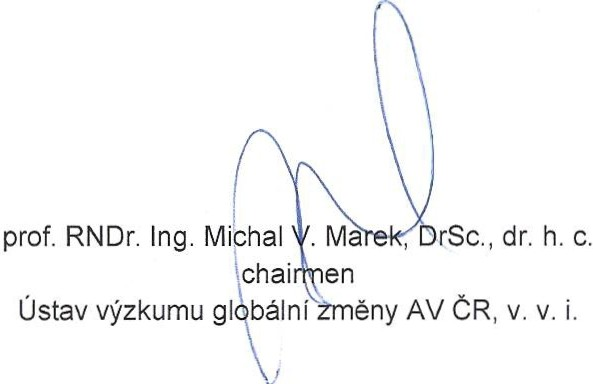 prof. RNDr. Ing. Michal V. Marek, DrSc., dr. h. c.
chairmen
Ústav výzkumu globální změny AV ČR, v. v. i.